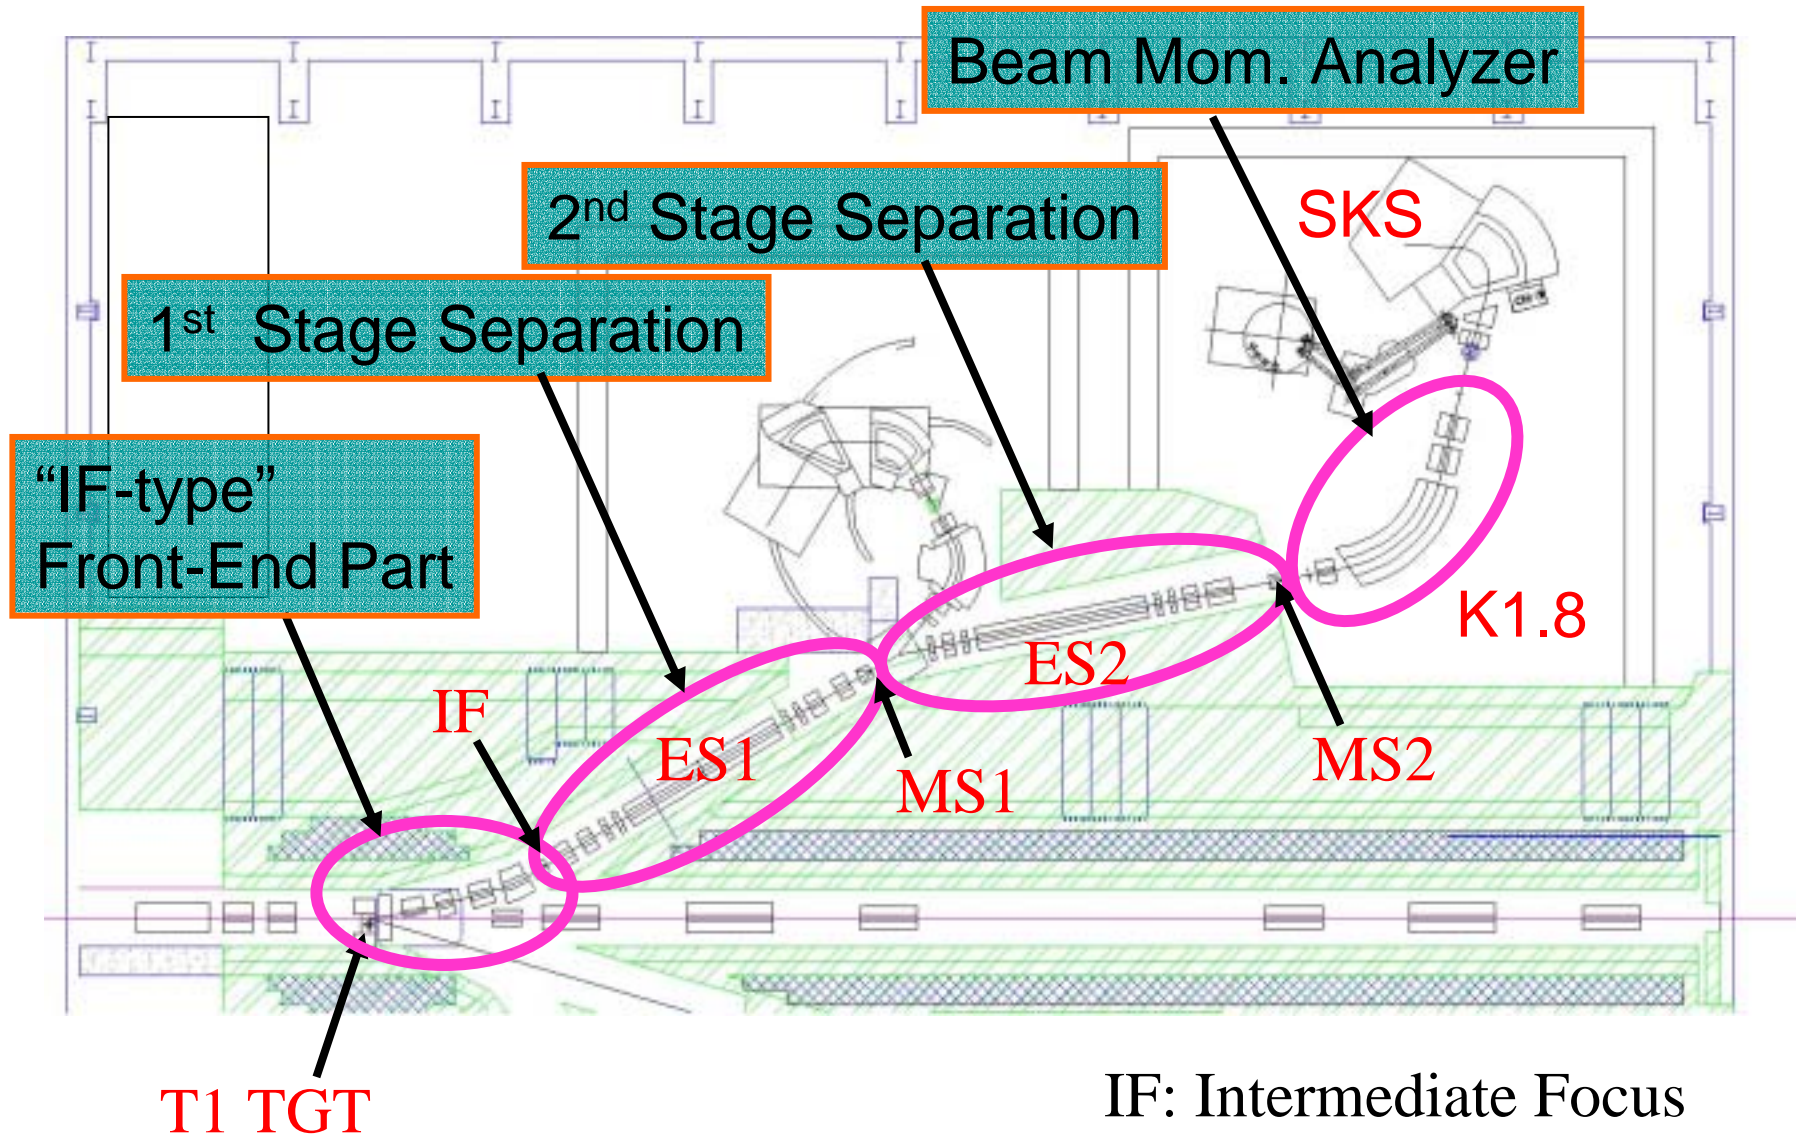 Beam Mom. Analyzer
2nd Stage Separation
SKS
1st Stage Separation
“IF-type”
Front-End Part
K1.8
ES2
IF
ES1
MS1
MS2
T1 TGT
IF: Intermediate Focus